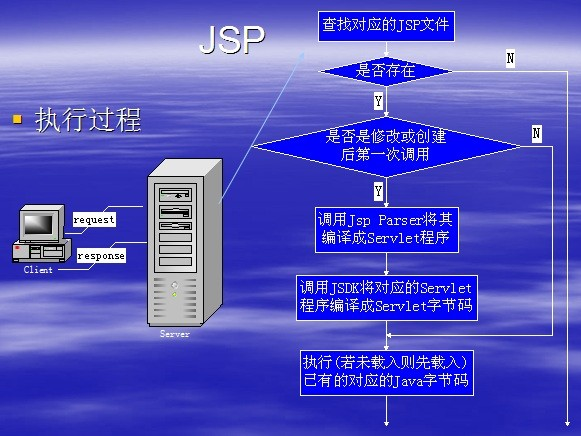 JSP
执行过程
request
response
Client
Server
查找对应的JSP文件
是否存在
N
Y
是否是修改或创建
后第一次调用
N
Y
调用Jsp Parser将其
编译成Servlet程序
调用JSDK将对应的Servlet
程序编译成Servlet字节码
执行(若未载入则先载入)
已有的对应的Java字节码